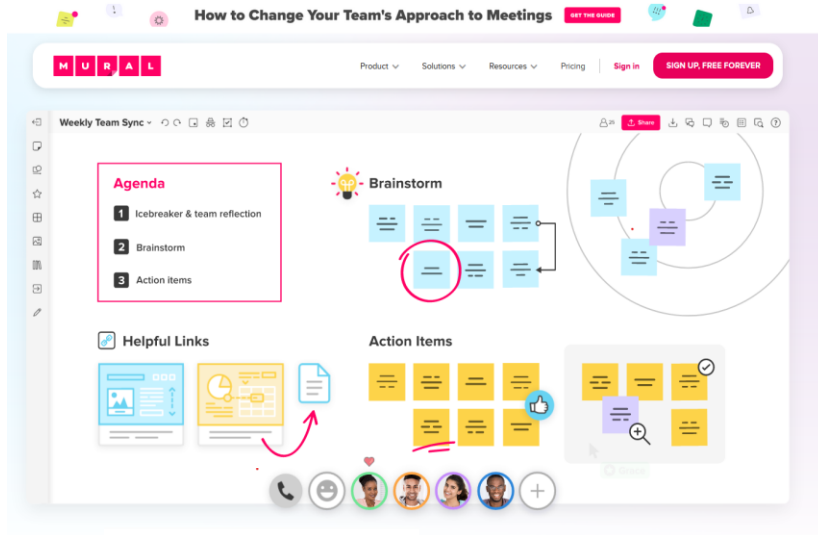 How to Change Your Team's Approach to Meetings
GET THE GUIDE
MURAL
Product
Solutions
Resources
Pricing
Sign in
SIGN UP, FREE FOREVER
Weekly Team Sync
Share
Agenda
1 Icebreaker & team reflection
2 Brainstorm
3 Action items
Brainstorm
Helpful Links
Action Items